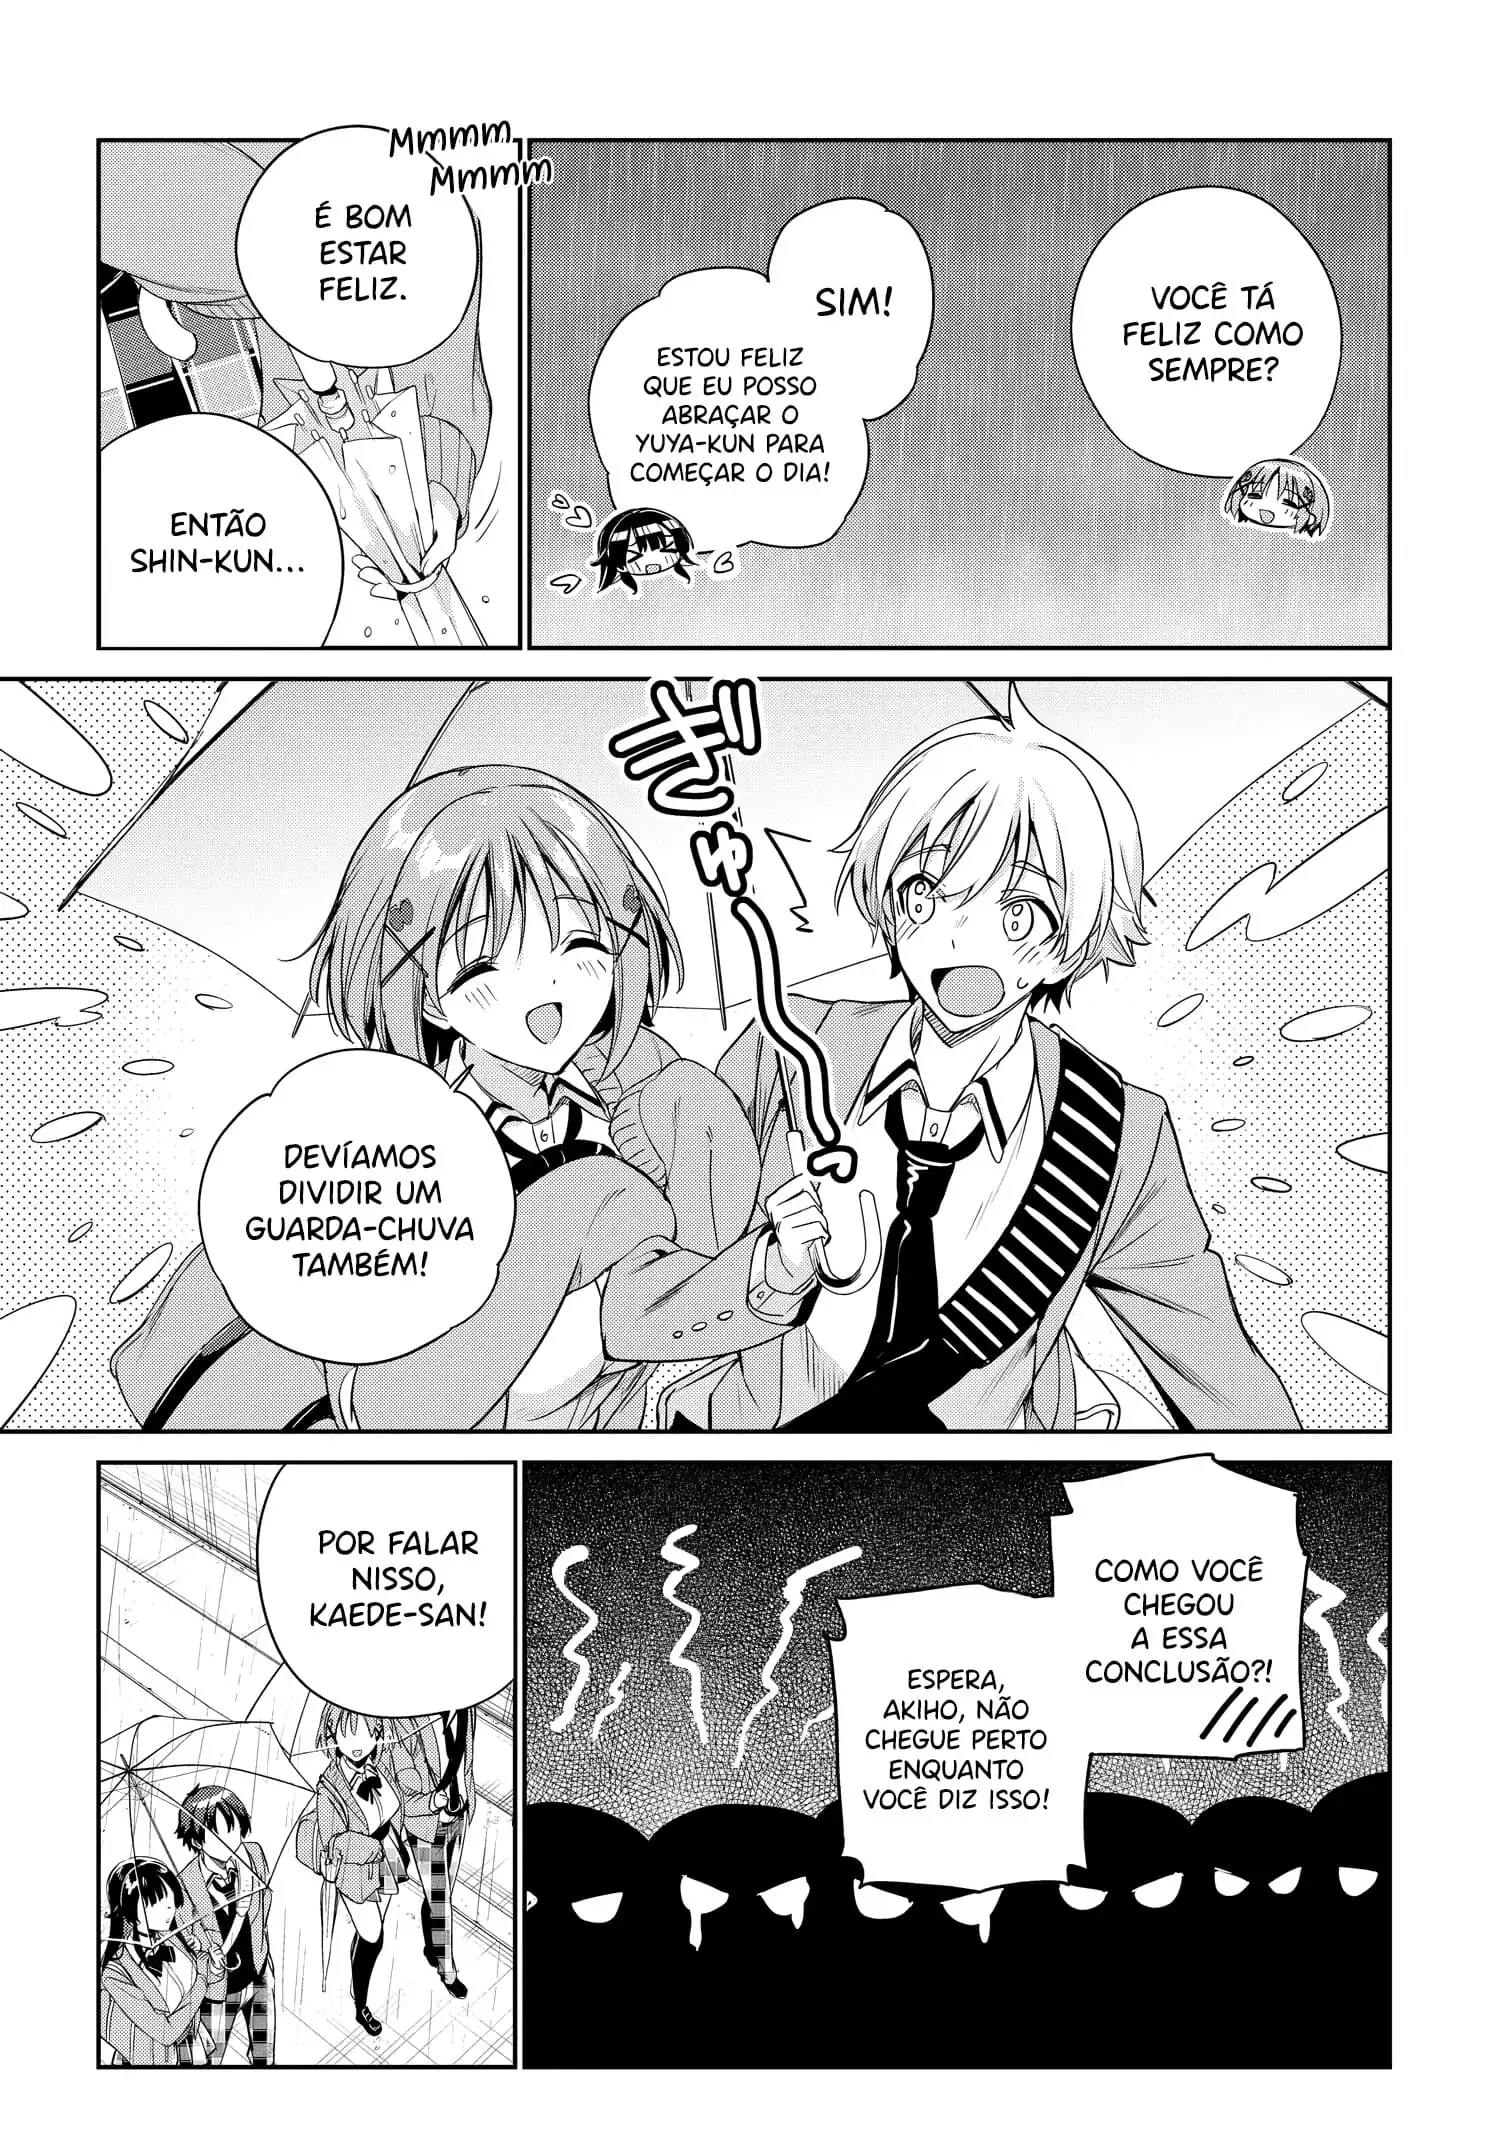 VOCÊ TÁ
FELIZ COMO
SEMPRE?
SIM!
ESTOU FELIZ
QUE EU POSSO
ABRAÇAR O
YUYA-KUN PARA
COMEÇAR O DIA!
Mmmm
Mmmm
É BOM
ESTAR
FELIZ.
ENTÃO
SHIN-KUN...
ぎゅ〜っ
DEVÍAMOS
DIVIDIR UM
GUARDA-CHUVA
TAMBÉM!
COMO VOCÊ
CHEGOU
A ESSA
CONCLUSÃO?!
ESPERA,
AKIHO, NÃO
CHEGUE PERTO
ENQUANTO
VOCÊ DIZ ISSO!
POR FALAR
NISSO,
KAEDE-SAN!